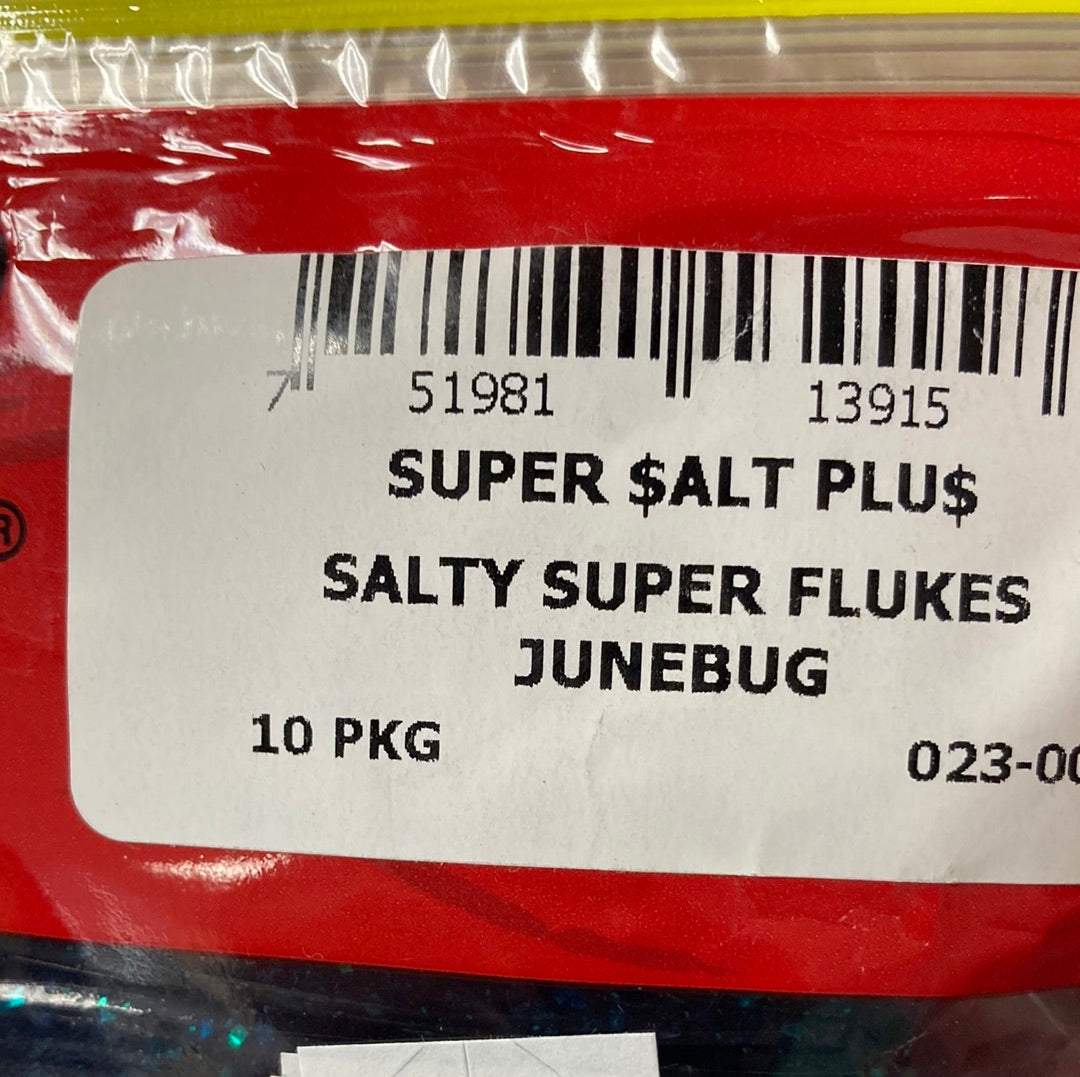 7 51981 13915
SUPER $ALT PLU$
SALTY SUPER FLUKES
JUNEBUG
10 PKG 023-00
®